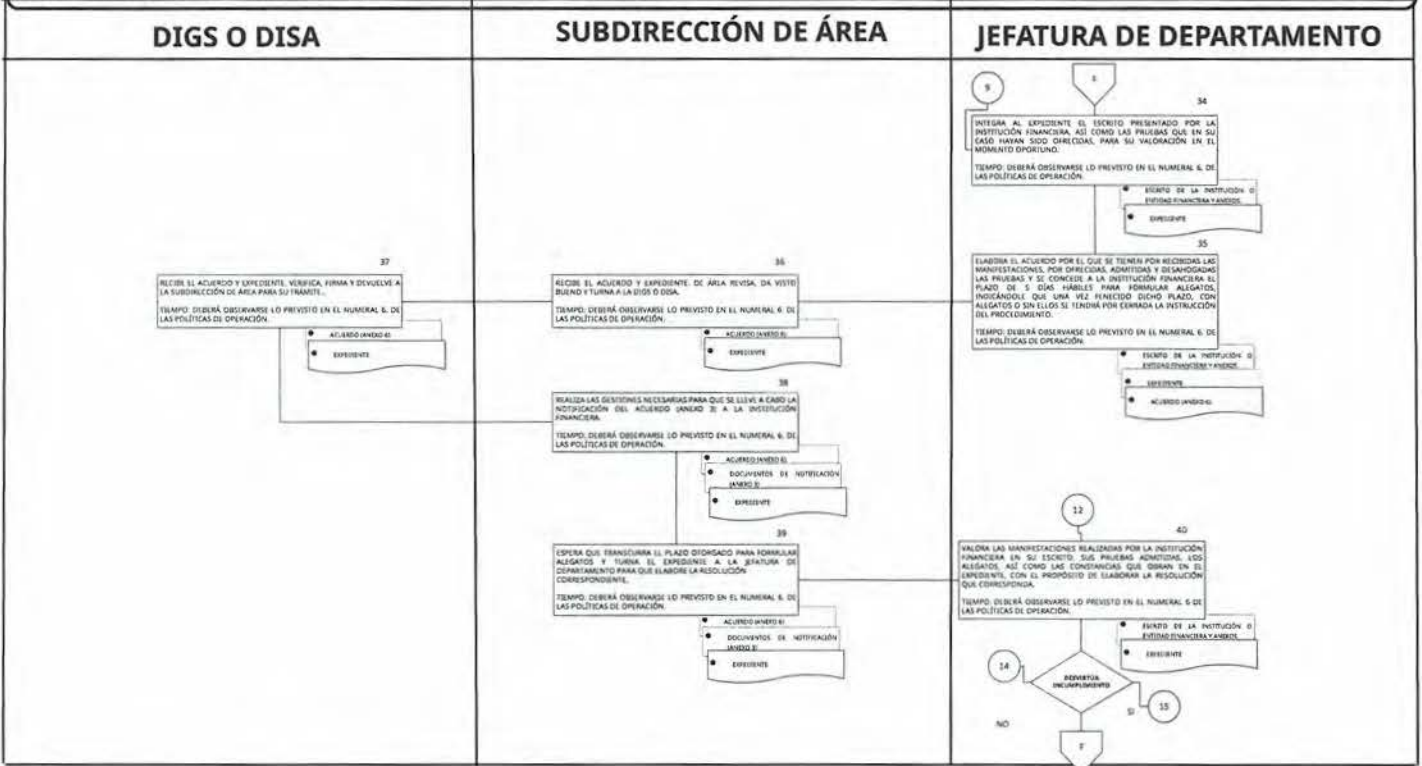 DIGS O DISA
SUBDIRECCIÓN DE ÁREA
JEFATURA DE DEPARTAMENTO
9
34
INTEGRA AL EXPEDIENTE EL ESCRITO PRESENTADO POR LA
INSTITUCIÓN FINANCIERA, ASÍ COMO LAS PRUEBAS QUE EN SU
CASO HAYAN SIDO OFRECIDAS, PARA SU VALORACIÓN EN EL
MOMENTO OPORTUNO.
TIEMPO: DEBERÁ OBSERVARSE LO PREVISTO EN EL NUMERAL 6. DE
LAS POLÍTICAS DE OPERACIÓN.
ESCRITO DE LA INSTITUCIÓN O
ENTIDAD FINANCIERA Y ANEXOS.
EXPEDIENTE
35
ELABORA EL ACUERDO POR EL QUE SE TIENEN POR RECIBIDAS LAS
MANIFESTACIONES, POR OFRECIDAS, ADMITIDAS Y DESAHOGADAS
LAS PRUEBAS Y SE CONCEDE A LA INSTITUCIÓN FINANCIERA EL
PLAZO DE 5 DÍAS HÁBILES PARA FORMULAR ALEGATOS,
INDICÁNDOLE QUE UNA VEZ FENECIDO DICHO PLAZO, CON
ALEGATOS O SIN ELLOS SE TENDRÁ POR CERRADA LA INSTRUCCIÓN
DEL PROCEDIMIENTO.
TIEMPO: DEBERÁ OBSERVARSE LO PREVISTO EN EL NUMERAL 6. DE
LAS POLÍTICAS DE OPERACIÓN.
ESCRITO DE LA INSTITUCIÓN O
ENTIDAD FINANCIERA Y ANEXOS.
EXPEDIENTE
ACUERDO (ANEXO 6)
36
RECIBE EL ACUERDO Y EXPEDIENTE. DE ÁREA REVISA, DA VISTO
BUENO Y TURNA A LA DIGS O DISA.
TIEMPO: DEBERÁ OBSERVARSE LO PREVISTO EN EL NUMERAL 6. DE
LAS POLÍTICAS DE OPERACIÓN.
ACUERDO (ANEXO 6)
EXPEDIENTE
37
RECIBE EL ACUERDO Y EXPEDIENTE, VERIFICA, FIRMA Y DEVUELVE A
LA SUBDIRECCIÓN DE ÁREA PARA SU TRÁMITE..
TIEMPO: DEBERÁ OBSERVARSE LO PREVISTO EN EL NUMERAL 6. DE
LAS POLÍTICAS DE OPERACIÓN.
ACUERDO (ANEXO 6)
EXPEDIENTE
38
REALIZA LAS GESTIONES NECESARIAS PARA QUE SE LLEVE A CABO LA
NOTIFICACIÓN DEL ACUERDO (ANEXO 3) A LA INSTITUCIÓN
FINANCIERA.
TIEMPO: DEBERÁ OBSERVARSE LO PREVISTO EN EL NUMERAL 6. DE
LAS POLÍTICAS DE OPERACIÓN.
ACUERDO (ANEXO 6)
DOCUMENTOS DE NOTIFICACIÓN
(ANEXO 3)
EXPEDIENTE
39
ESPERA QUE TRANSCURRA EL PLAZO OTORGADO PARA FORMULAR
ALEGATOS Y TURNA EL EXPEDIENTE A LA JEFATURA DE
DEPARTAMENTO PARA QUE ELABORE LA RESOLUCIÓN
CORRESPONDIENTE.
TIEMPO: DEBERÁ OBSERVARSE LO PREVISTO EN EL NUMERAL 6. DE
LAS POLÍTICAS DE OPERACIÓN.
ACUERDO (ANEXO 6)
DOCUMENTOS DE NOTIFICACIÓN
(ANEXO 3)
EXPEDIENTE
12
40
VALORA LAS MANIFESTACIONES REALIZADAS POR LA INSTITUCIÓN
FINANCIERA EN SU ESCRITO, SUS PRUEBAS ADMITIDAS, LOS
ALEGATOS, ASÍ COMO LAS CONSTANCIAS QUE OBRAN EN EL
EXPEDIENTE, CON EL PROPÓSITO DE ELABORAR LA RESOLUCIÓN
QUE CORRESPONDA.
TIEMPO: DEBERÁ OBSERVARSE LO PREVISTO EN EL NUMERAL 6 DE
LAS POLÍTICAS DE OPERACIÓN.
ESCRITO DE LA INSTITUCIÓN O
ENTIDAD FINANCIERA Y ANEXOS.
EXPEDIENTE
14
DESVIRTÚA
INCUMPLIMIENTO
15
SI
NO
F